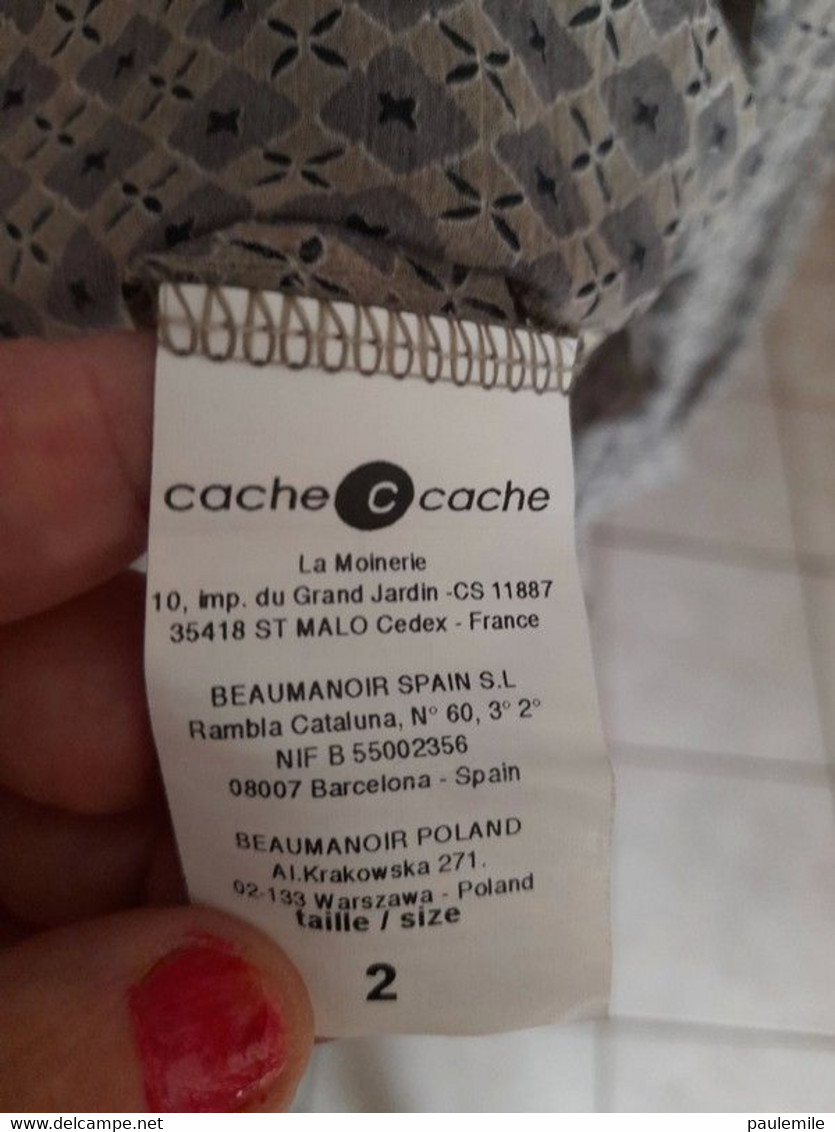 cache c cache
La Moinerie
10, imp. du Grand Jardin -CS 11887
35418 ST MALO Cedex - France
BEAUMANOIR SPAIN S.L
Rambla Cataluna, N° 60, 3° 2°
NIF B 55002356
08007 Barcelona - Spain
BEAUMANOIR POLAND
Al.Krakowska 271.
02-133 Warszawa - Poland
taille / size
2
www.delcampe.net
paulemile